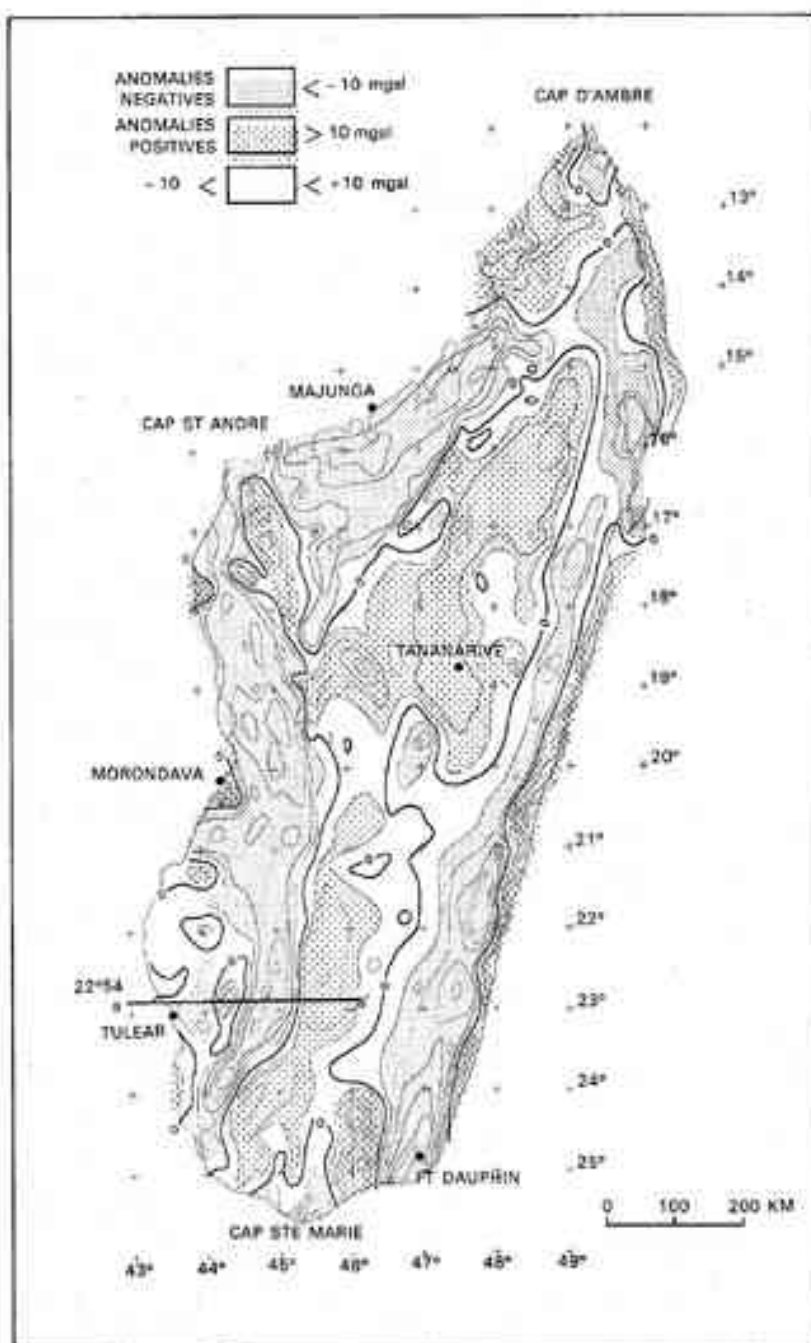 ANOMALIES
NEGATIVES < -10 mgal
ANOMALIES
POSITIVES > 10 mgal
-10 < < +10 mgal
CAP D'AMBRE
13°
14°
15°
MAJUNGA
CAP ST ANDRE
16°
17°
18°
TANANARIVE
19°
20°
MORONDAVA
21°
22°
22°54
23°
TULEAR
24°
25°
FT DAUPHIN
0 100 200 KM
CAP STE MARIE
43° 44° 45° 46° 47° 48° 49°